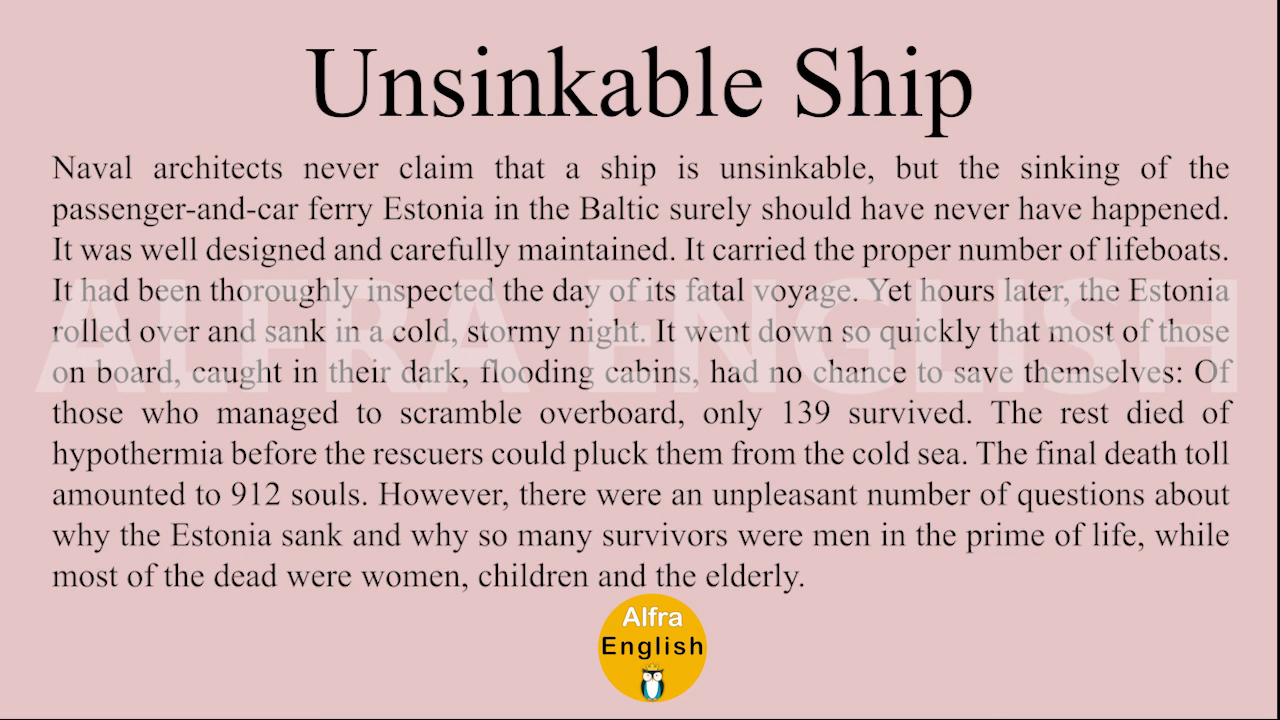 Unsinkable Ship
Naval architects never claim that a ship is unsinkable, but the sinking of the
passenger-and-car ferry Estonia in the Baltic surely should have never have happened.
It was well designed and carefully maintained. It carried the proper number of lifeboats.
It had been thoroughly inspected the day of its fatal voyage. Yet hours later, the Estonia
rolled over and sank in a cold, stormy night. It went down so quickly that most of those
on board, caught in their dark, flooding cabins, had no chance to save themselves: Of
those who managed to scramble overboard, only 139 survived. The rest died of
hypothermia before the rescuers could pluck them from the cold sea. The final death toll
amounted to 912 souls. However, there were an unpleasant number of questions about
why the Estonia sank and why so many survivors were men in the prime of life, while
most of the dead were women, children and the elderly.
ALFRA ENGLISH
Alfra
English